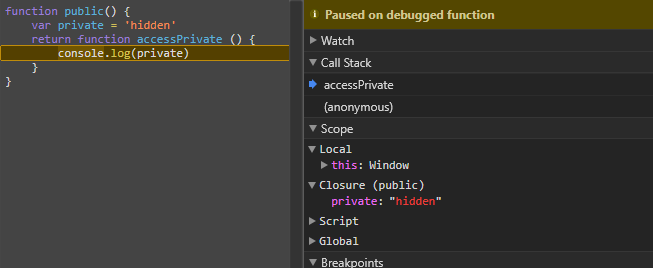 function public() {
var private = 'hidden'
return function accessPrivate () {
console.log(private)
}
}
Paused on debugged function
Watch
Call Stack
accessPrivate
(anonymous)
Scope
Local
this: Window
Closure (public)
private: "hidden"
Script
Global
Breakpoints